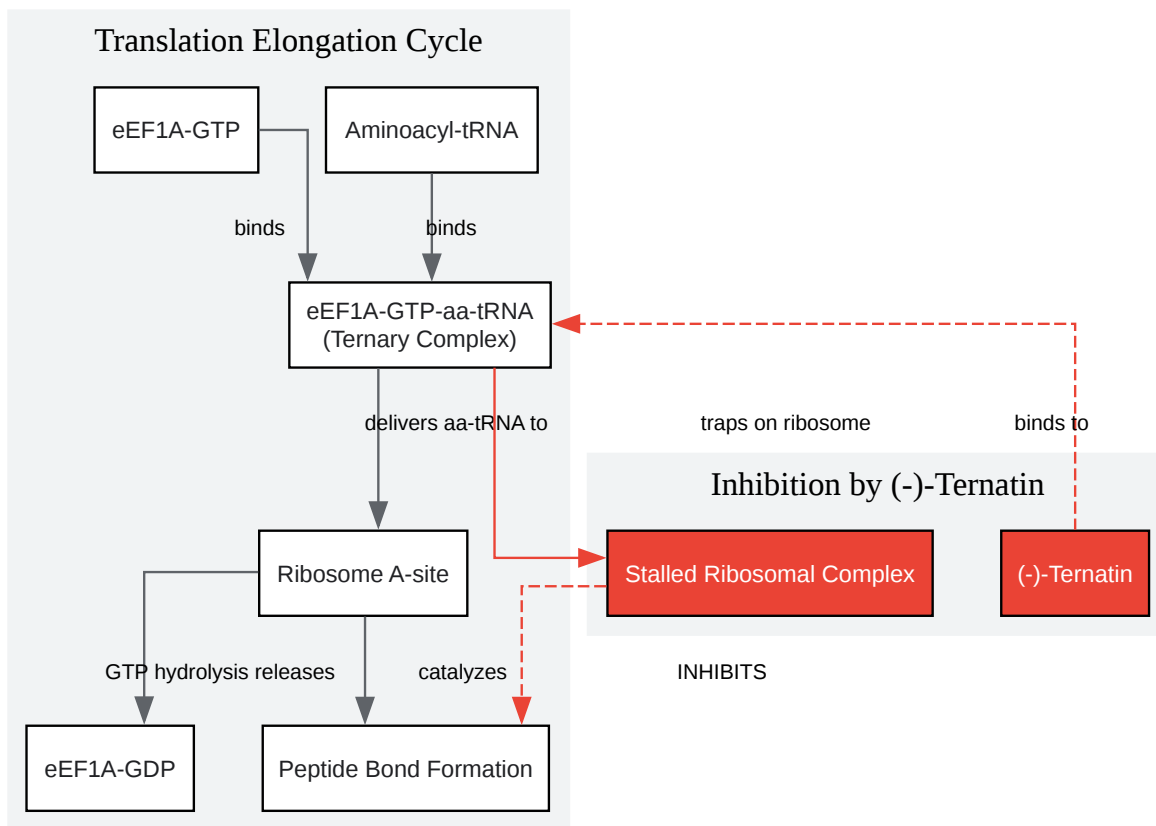 Translation Elongation Cycle
eEF1A-GTP
Aminoacyl-tRNA
binds
binds
eEF1A-GTP-aa-tRNA
(Ternary Complex)
delivers aa-tRNA to
traps on ribosome
binds to
Inhibition by (-)-Ternatin
Ribosome A-site
Stalled Ribosomal Complex
(-)-Ternatin
GTP hydrolysis releases
catalyzes
INHIBITS
eEF1A-GDP
Peptide Bond Formation